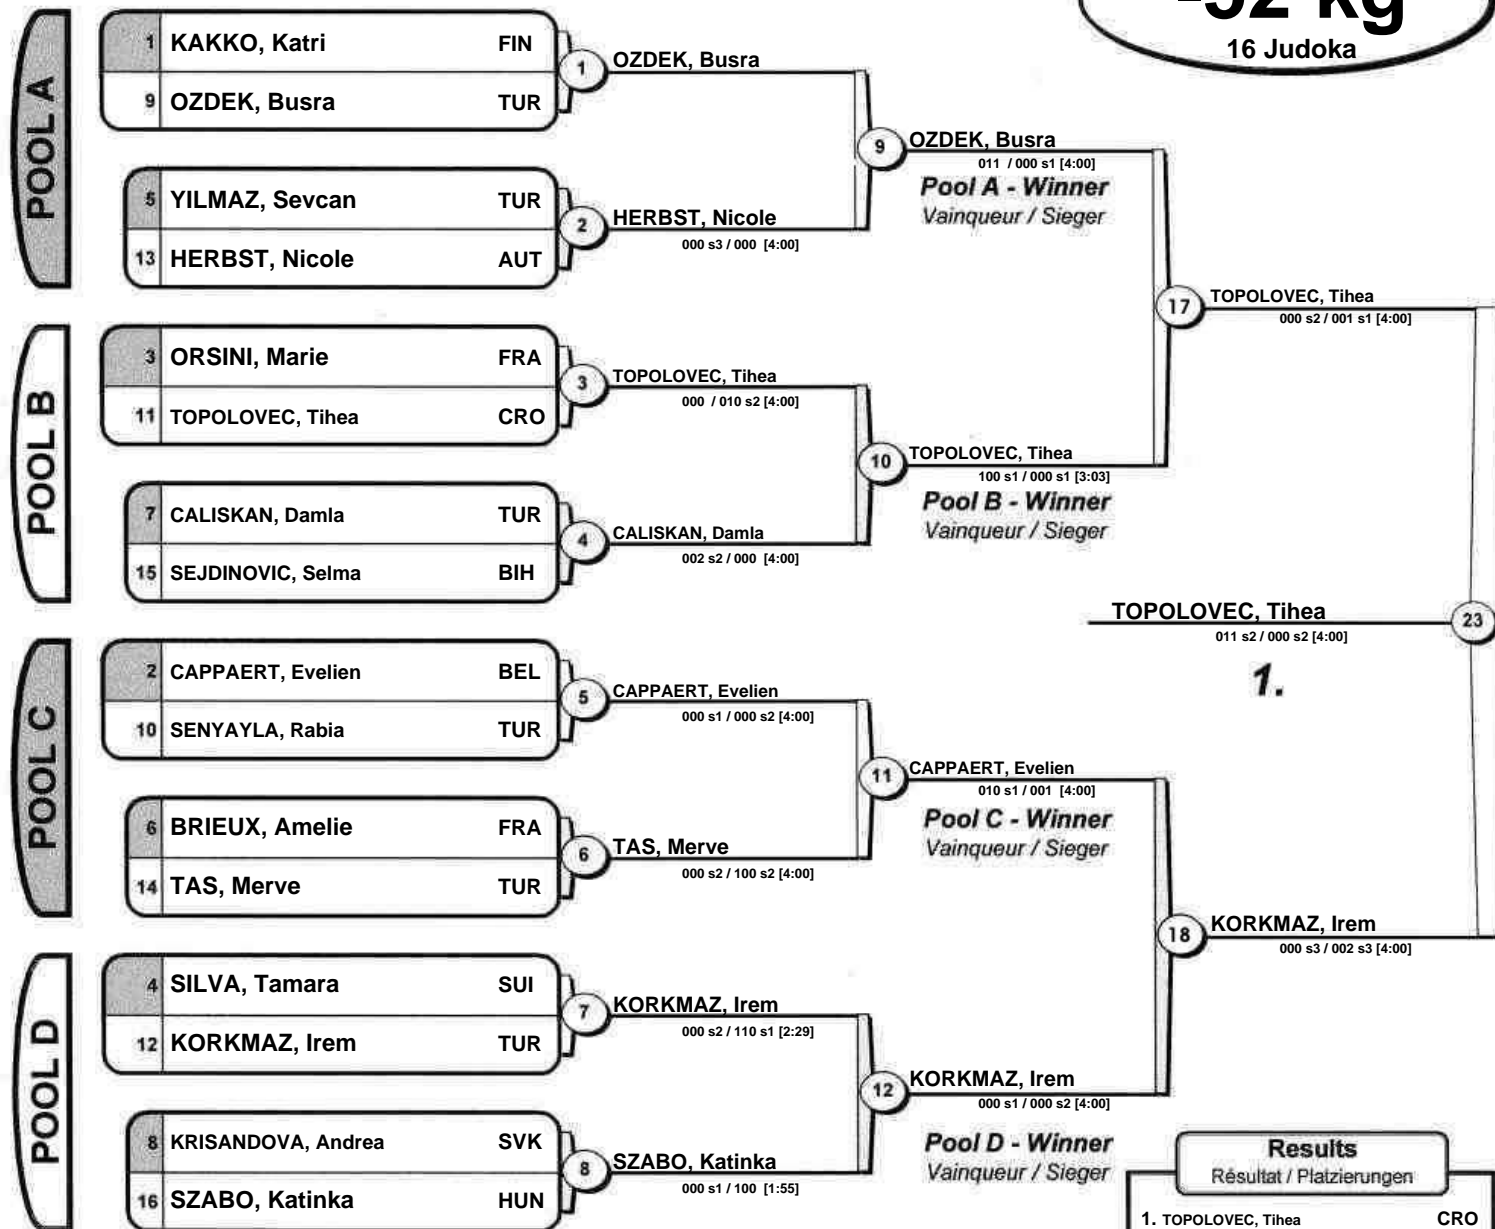 -52 kg
16 Judoka
POOL A
1 KAKKO, Katri FIN
9 OZDEK, Busra TUR
1 OZDEK, Busra
5 YILMAZ, Sevcan TUR
13 HERBST, Nicole AUT
2 HERBST, Nicole
000 s3 / 000 [4:00]
9 OZDEK, Busra
011 / 000 s1 [4:00]
Pool A - Winner
Vainqueur / Sieger
POOL B
3 ORSINI, Marie FRA
11 TOPOLOVEC, Tihea CRO
3 TOPOLOVEC, Tihea
000 / 010 s2 [4:00]
7 CALISKAN, Damla TUR
15 SEJDINOVIC, Selma BIH
4 CALISKAN, Damla
002 s2 / 000 [4:00]
10 TOPOLOVEC, Tihea
100 s1 / 000 s1 [3:03]
Pool B - Winner
Vainqueur / Sieger
17 TOPOLOVEC, Tihea
000 s2 / 001 s1 [4:00]
TOPOLOVEC, Tihea 23
011 s2 / 000 s2 [4:00]
1.
POOL C
2 CAPPAERT, Evelien BEL
10 SENYAYLA, Rabia TUR
5 CAPPAERT, Evelien
000 s1 / 000 s2 [4:00]
6 BRIEUX, Amelie FRA
14 TAS, Merve TUR
6 TAS, Merve
000 s2 / 100 s2 [4:00]
11 CAPPAERT, Evelien
010 s1 / 001 [4:00]
Pool C - Winner
Vainqueur / Sieger
18 KORKMAZ, Irem
000 s3 / 002 s3 [4:00]
POOL D
4 SILVA, Tamara SUI
12 KORKMAZ, Irem TUR
7 KORKMAZ, Irem
000 s2 / 110 s1 [2:29]
8 KRISANDOVA, Andrea SVK
16 SZABO, Katinka HUN
8 SZABO, Katinka
000 s1 / 100 [1:55]
12 KORKMAZ, Irem
000 s1 / 000 s2 [4:00]
Pool D - Winner
Vainqueur / Sieger
Results
Résultat / Platzierungen
1. TOPOLOVEC, Tihea CRO